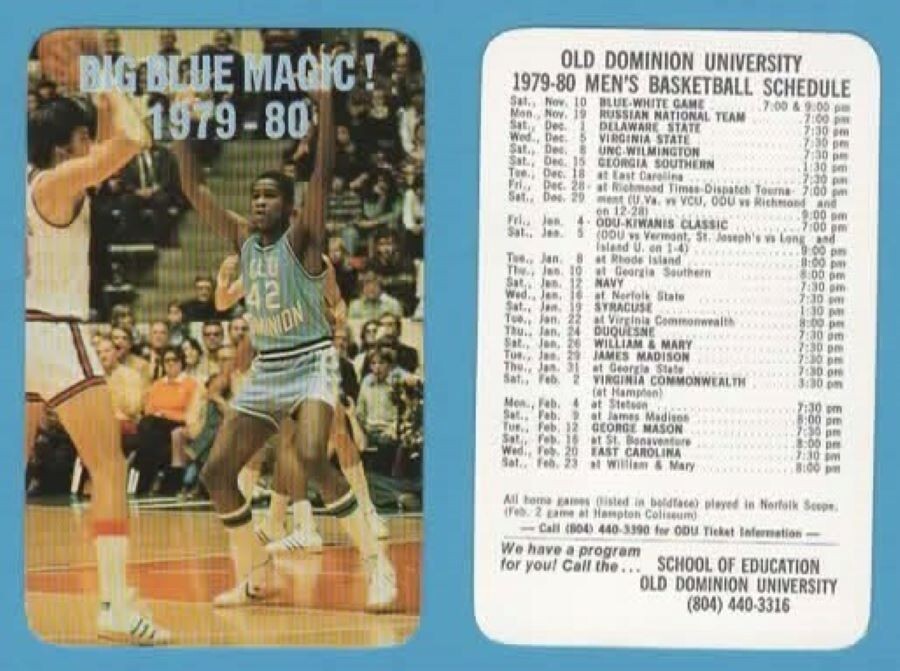 BIG BLUE MAGIC !
1979 - 80
OLD
42
DOMINION
OLD DOMINION UNIVERSITY
1979-80 MEN'S BASKETBALL SCHEDULE
Sat., Nov. 10 BLUE-WHITE GAME 7:00 & 9:00 pm
Mon., Nov. 19 RUSSIAN NATIONAL TEAM 7:00 pm
Sat., Dec. 1 DELAWARE STATE 7:30 pm
Wed., Dec. 5 VIRGINIA STATE 7:30 pm
Sat., Dec. 8 UNC-WILMINGTON 7:30 pm
Sat., Dec. 15 GEORGIA SOUTHERN 1:30 pm
Tue., Dec. 18 at East Carolina 7:30 pm
Fri., Dec. 28- at Richmond Times-Dispatch Tourna- 7:00 pm
Sat., Dec. 29 ment (U.Va. vs VCU, ODU vs Richmond and
on 12-28) 9:00 pm
Fri., Jan. 4- ODU-KIWANIS CLASSIC 7:00 pm
Sat., Jan. 5 (ODU vs Vermont, St. Joseph's vs Long and
Island U. on 1-4) 9:00 pm
Tue., Jan. 8 at Rhode Island 8:00 pm
Thu., Jan. 10 at Georgia Southern 8:00 pm
Sat., Jan. 12 NAVY 7:30 pm
Wed., Jan. 16 at Norfolk State 7:30 pm
Sat., Jan. 19 SYRACUSE 1:30 pm
Tue., Jan. 22 at Virginia Commonwealth 8:00 pm
Thu., Jan. 24 DUQUESNE 7:30 pm
Sat., Jan. 26 WILLIAM & MARY 7:30 pm
Tue., Jan. 29 JAMES MADISON 7:30 pm
Thu., Jan. 31 at Georgia State 7:30 pm
Sat., Feb. 2 VIRGINIA COMMONWEALTH 3:30 pm
(at Hampton)
Mon., Feb. 4 at Stetson 7:30 pm
Sat., Feb. 9 at James Madison 8:00 pm
Tue., Feb. 12 GEORGE MASON 7:30 pm
Sat., Feb. 16 at St. Bonaventure 8:00 pm
Wed., Feb. 20 EAST CAROLINA 7:30 pm
Sat., Feb. 23 at William & Mary 8:00 pm
All home games (listed in boldface) played in Norfolk Scope.
(Feb. 2 game at Hampton Coliseum)
— Call (804) 440-3390 for ODU Ticket Information —
We have a program
for you! Call the ... SCHOOL OF EDUCATION
OLD DOMINION UNIVERSITY
(804) 440-3316